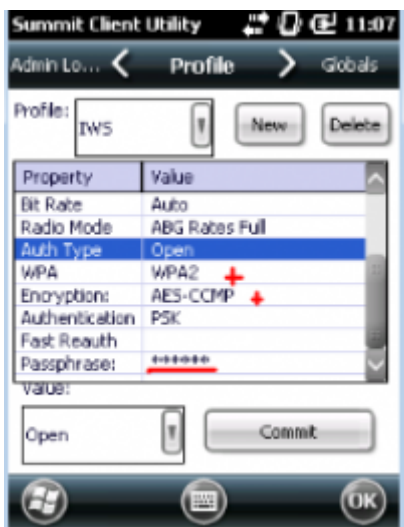 Summit Client Utility 11:07
Admin Lo... Profile Globals
Profile: IWS New Delete
Property Value
Bit Rate Auto
Radio Mode ABG Rates Full
Auth Type Open
WPA WPA2
Encryption: AES-CCMP
Authentication PSK
Fast Reauth
Passphrase: ******
Value:
Open Commit
OK